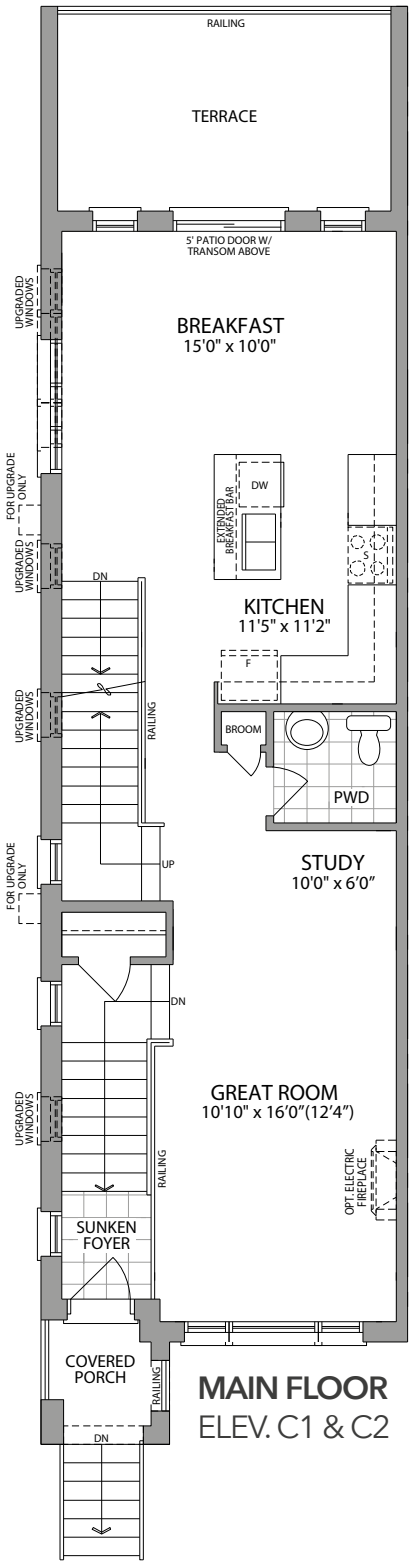 RAILING
TERRACE
5' PATIO DOOR W/
TRANSOM ABOVE
UPGRADED
WINDOWS
BREAKFAST
15'0" x 10'0"
FOR UPGRADE
ONLY
EXTENDED
BREAKFAST BAR
DW
S
UPGRADED
WINDOWS
DN
KITCHEN
11'5" x 11'2"
F
UPGRADED
WINDOWS
RAILING
BROOM
PWD
UP
STUDY
10'0" x 6'0"
FOR UPGRADE
ONLY
DN
GREAT ROOM
10'10" x 16'0"(12'4")
UPGRADED
WINDOWS
RAILING
OPT. ELECTRIC
FIREPLACE
SUNKEN
FOYER
COVERED
PORCH
RAILING
MAIN FLOOR
ELEV. C1 & C2
DN